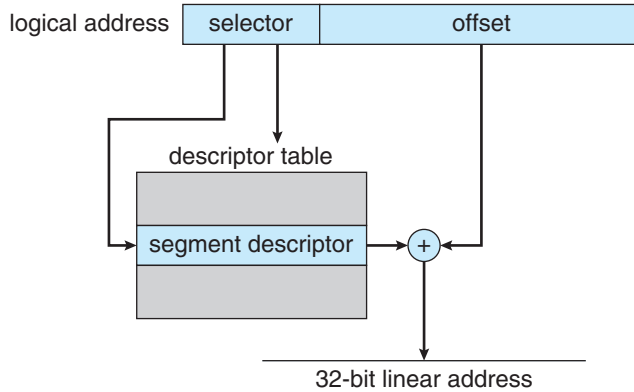 logical address
selector
offset
descriptor table
segment descriptor
+
32-bit linear address